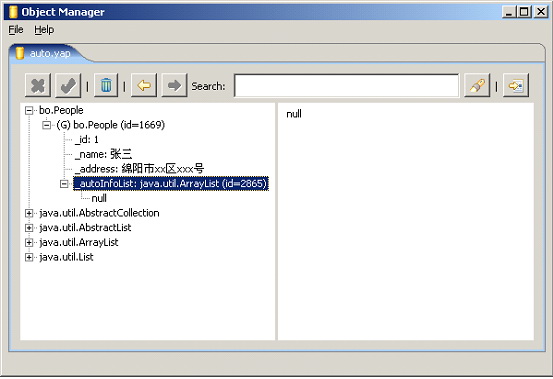 Object Manager
File Help
auto.yap
Search:
bo.People
(G) bo.People (id=1669)
_id: 1
_name: 张三
_address: 绵阳市xx区xxx号
_autoInfoList: java.util.ArrayList (id=2865)
null
java.util.AbstractCollection
java.util.AbstractList
java.util.ArrayList
java.util.List
null